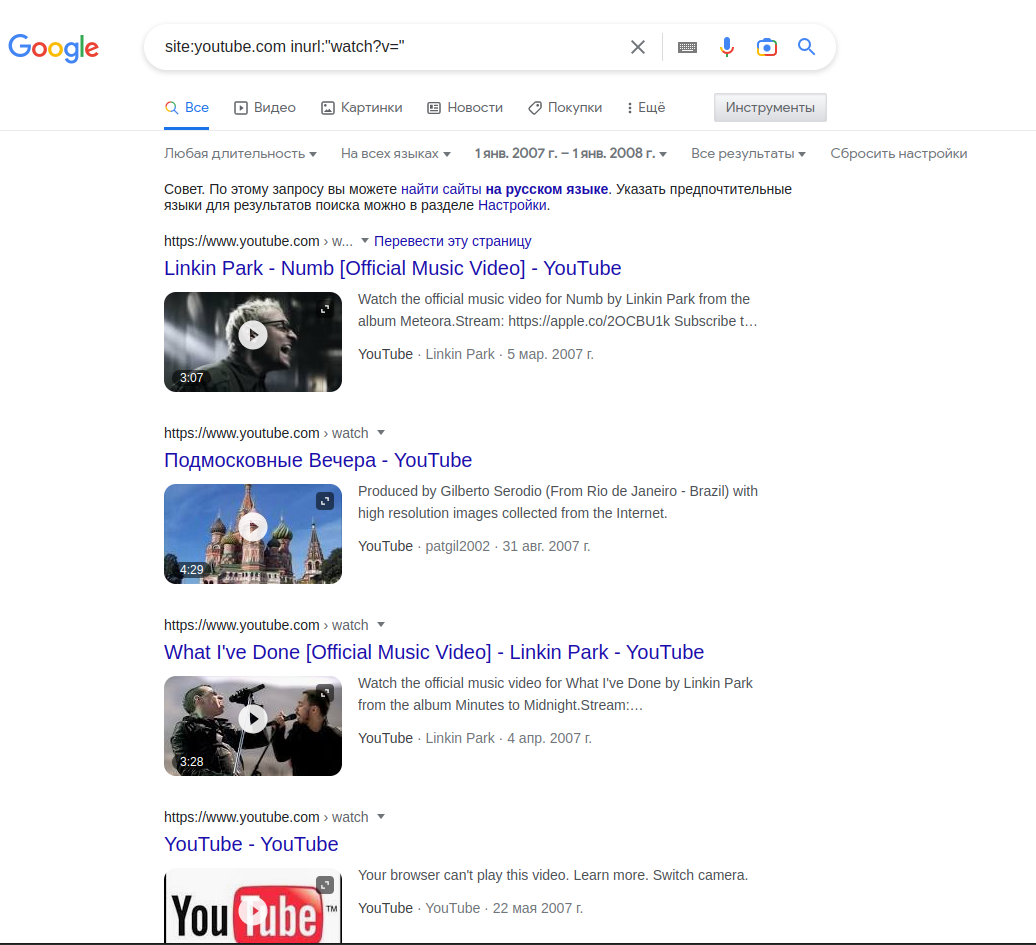 Google
site:youtube.com inurl:"watch?v="
Все Видео Картинки Новости Покупки Ещё Инструменты
Любая длительность На всех языках 1 янв. 2007 г. – 1 янв. 2008 г. Все результаты Сбросить настройки
Совет. По этому запросу вы можете найти сайты на русском языке. Указать предпочтительные
языки для результатов поиска можно в разделе Настройки.
https://www.youtube.com › w... Перевести эту страницу
Linkin Park - Numb [Official Music Video] - YouTube
Watch the official music video for Numb by Linkin Park from the
album Meteora.Stream: https://apple.co/2OCBU1k Subscribe t…
YouTube · Linkin Park · 5 мар. 2007 г.
3:07
https://www.youtube.com › watch
Подмосковные Вечера - YouTube
Produced by Gilberto Serodio (From Rio de Janeiro - Brazil) with
high resolution images collected from the Internet.
YouTube · patgil2002 · 31 авг. 2007 г.
4:29
https://www.youtube.com › watch
What I've Done [Official Music Video] - Linkin Park - YouTube
Watch the official music video for What I've Done by Linkin Park
from the album Minutes to Midnight.Stream:…
YouTube · Linkin Park · 4 апр. 2007 г.
3:28
https://www.youtube.com › watch
YouTube - YouTube
Your browser can't play this video. Learn more. Switch camera.
YouTube · YouTube · 22 мая 2007 г.
You Tube ™